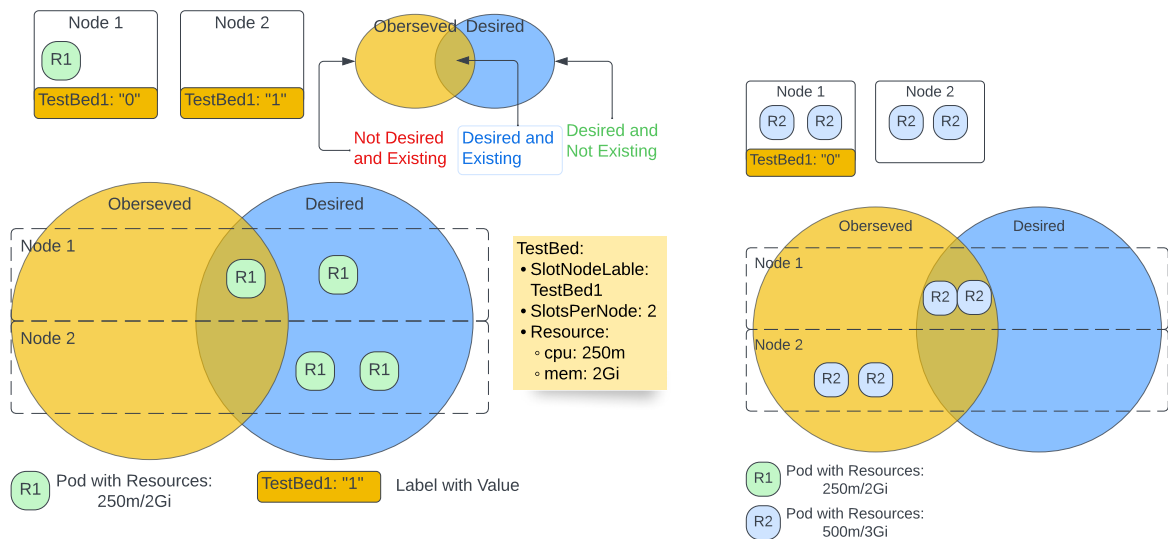 Node 1
R1
TestBed1: "0"
Node 2
TestBed1: "1"
Oberseved
Desired
Not Desired
and Existing
Desired and
Existing
Desired and
Not Existing
Oberseved
Desired
Node 1
R1
R1
Node 2
R1
R1
TestBed:
• SlotNodeLable:
TestBed1
• SlotsPerNode: 2
• Resource:
◦ cpu: 250m
◦ mem: 2Gi
R1
Pod with Resources:
250m/2Gi
TestBed1: "1"
Label with Value
Node 1
R2
R2
TestBed1: "0"
Node 2
R2
R2
Oberseved
Desired
Node 1
R2
R2
Node 2
R2
R2
R1
Pod with Resources:
250m/2Gi
R2
Pod with Resources:
500m/3Gi